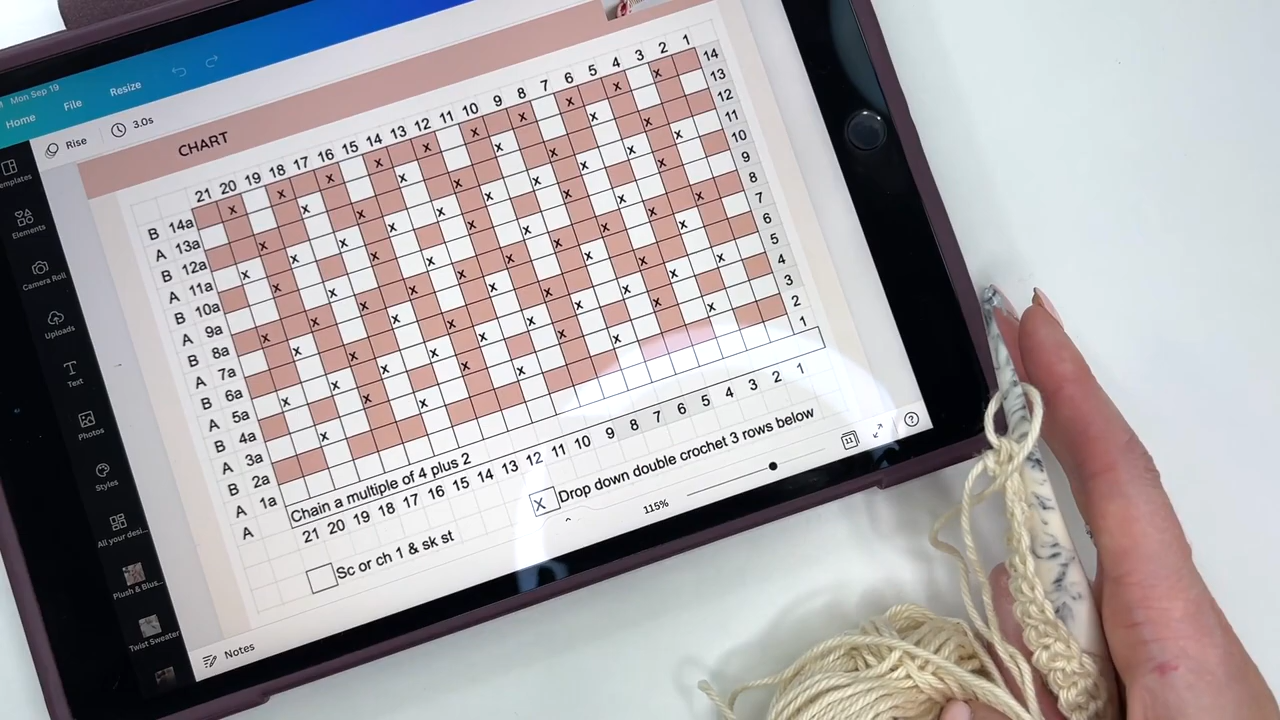 Mon Sep 19
Home File Resize
Rise 3.0s
CHART
Elements
Camera Roll
Uploads
Text
Photos
Styles
All your desi...
Plush & Blus...
Twist Sweater
21 20 19 18 17 16 15 14 13 12 11 10 9 8 7 6 5 4 3 2 1
B 14a 14
A 13a 13
B 12a 12
A 11a 11
B 10a 10
A 9a 9
B 8a 8
A 7a 7
B 6a 6
A 5a 5
B 4a 4
A 3a 3
B 2a 2
A 1a 1
A Chain a multiple of 4 plus 2
21 20 19 18 17 16 15 14 13 12 11 10 9 8 7 6 5 4 3 2 1
Sc or ch 1 & sk st
X Drop down double crochet 3 rows below
Notes
115%
11
?